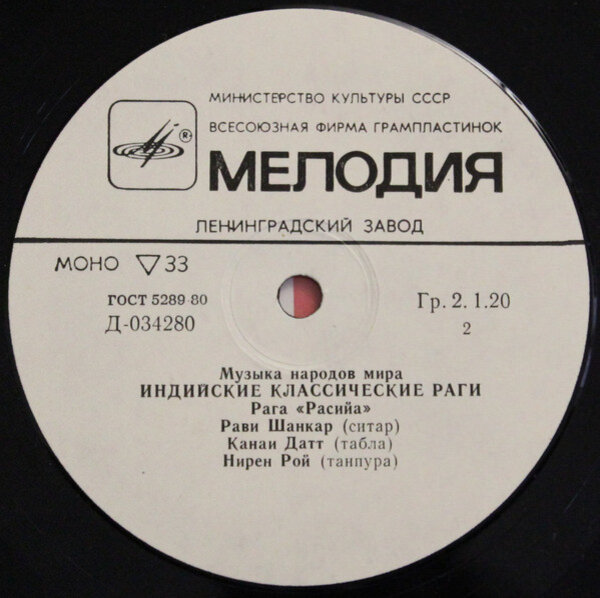 МИНИСТЕРСТВО КУЛЬТУРЫ СССР
ВСЕСОЮЗНАЯ ФИРМА ГРАМПЛАСТИНОК
®
МЕЛОДИЯ
ЛЕНИНГРАДСКИЙ ЗАВОД
МОНО ▽33
ГОСТ 5289-80
Д-034280
Гр. 2. 1.20
2
Музыка народов мира
ИНДИЙСКИЕ КЛАССИЧЕСКИЕ РАГИ
Рага «Расийа»
Рави Шанкар (ситар)
Канаи Датт (табла)
Нирен Рой (танпура)